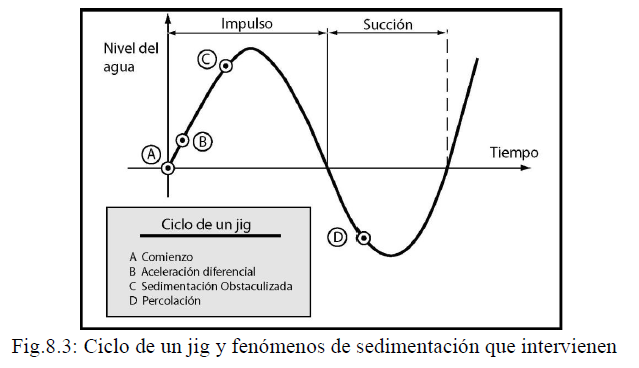 Impulso
Succión
Nivel del
agua
C
B
A
Tiempo
D
Ciclo de un jig
A Comienzo
B Aceleración diferencial
C Sedimentación Obstaculizada
D Percolación
Fig.8.3: Ciclo de un jig y fenómenos de sedimentación que intervienen